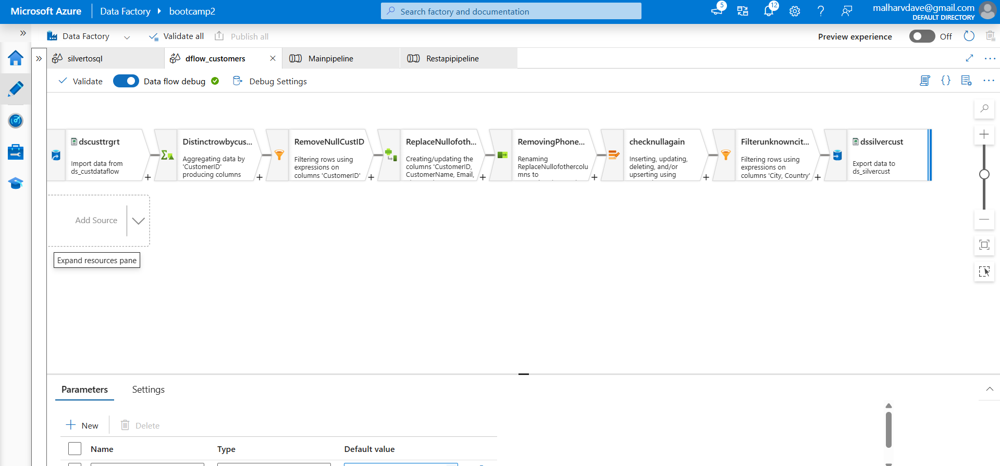 Microsoft Azure
Data Factory
bootcamp2
Search factory and documentation
5
12
malharvdave@gmail.com
DEFAULT DIRECTORY
Data Factory
Validate all
Publish all
Preview experience
Off
silvertosql
dflow_customers
Mainpipeline
Restapipipeline
Validate
Data flow debug
Debug Settings
dscusttrgrt
Import data from
ds_custdataflow
Distinctrowbycus...
Aggregating data by
'CustomerID'
producing columns
RemoveNullCustID
Filtering rows using
expressions on
columns 'CustomerID'
ReplaceNullofoth...
Creating/updating the
columns 'CustomerID,
CustomerName, Email,
RemovingPhone...
Renaming
ReplaceNullofothercolu
mns to
checknullagain
Inserting, updating,
deleting, and/or
upserting using
Filterunknowncit...
Filtering rows using
expressions on
columns 'City, Country'
dssilvercust
Export data to
ds_silvercust
Add Source
Expand resources pane
Parameters
Settings
New
Delete
Name
Type
Default value